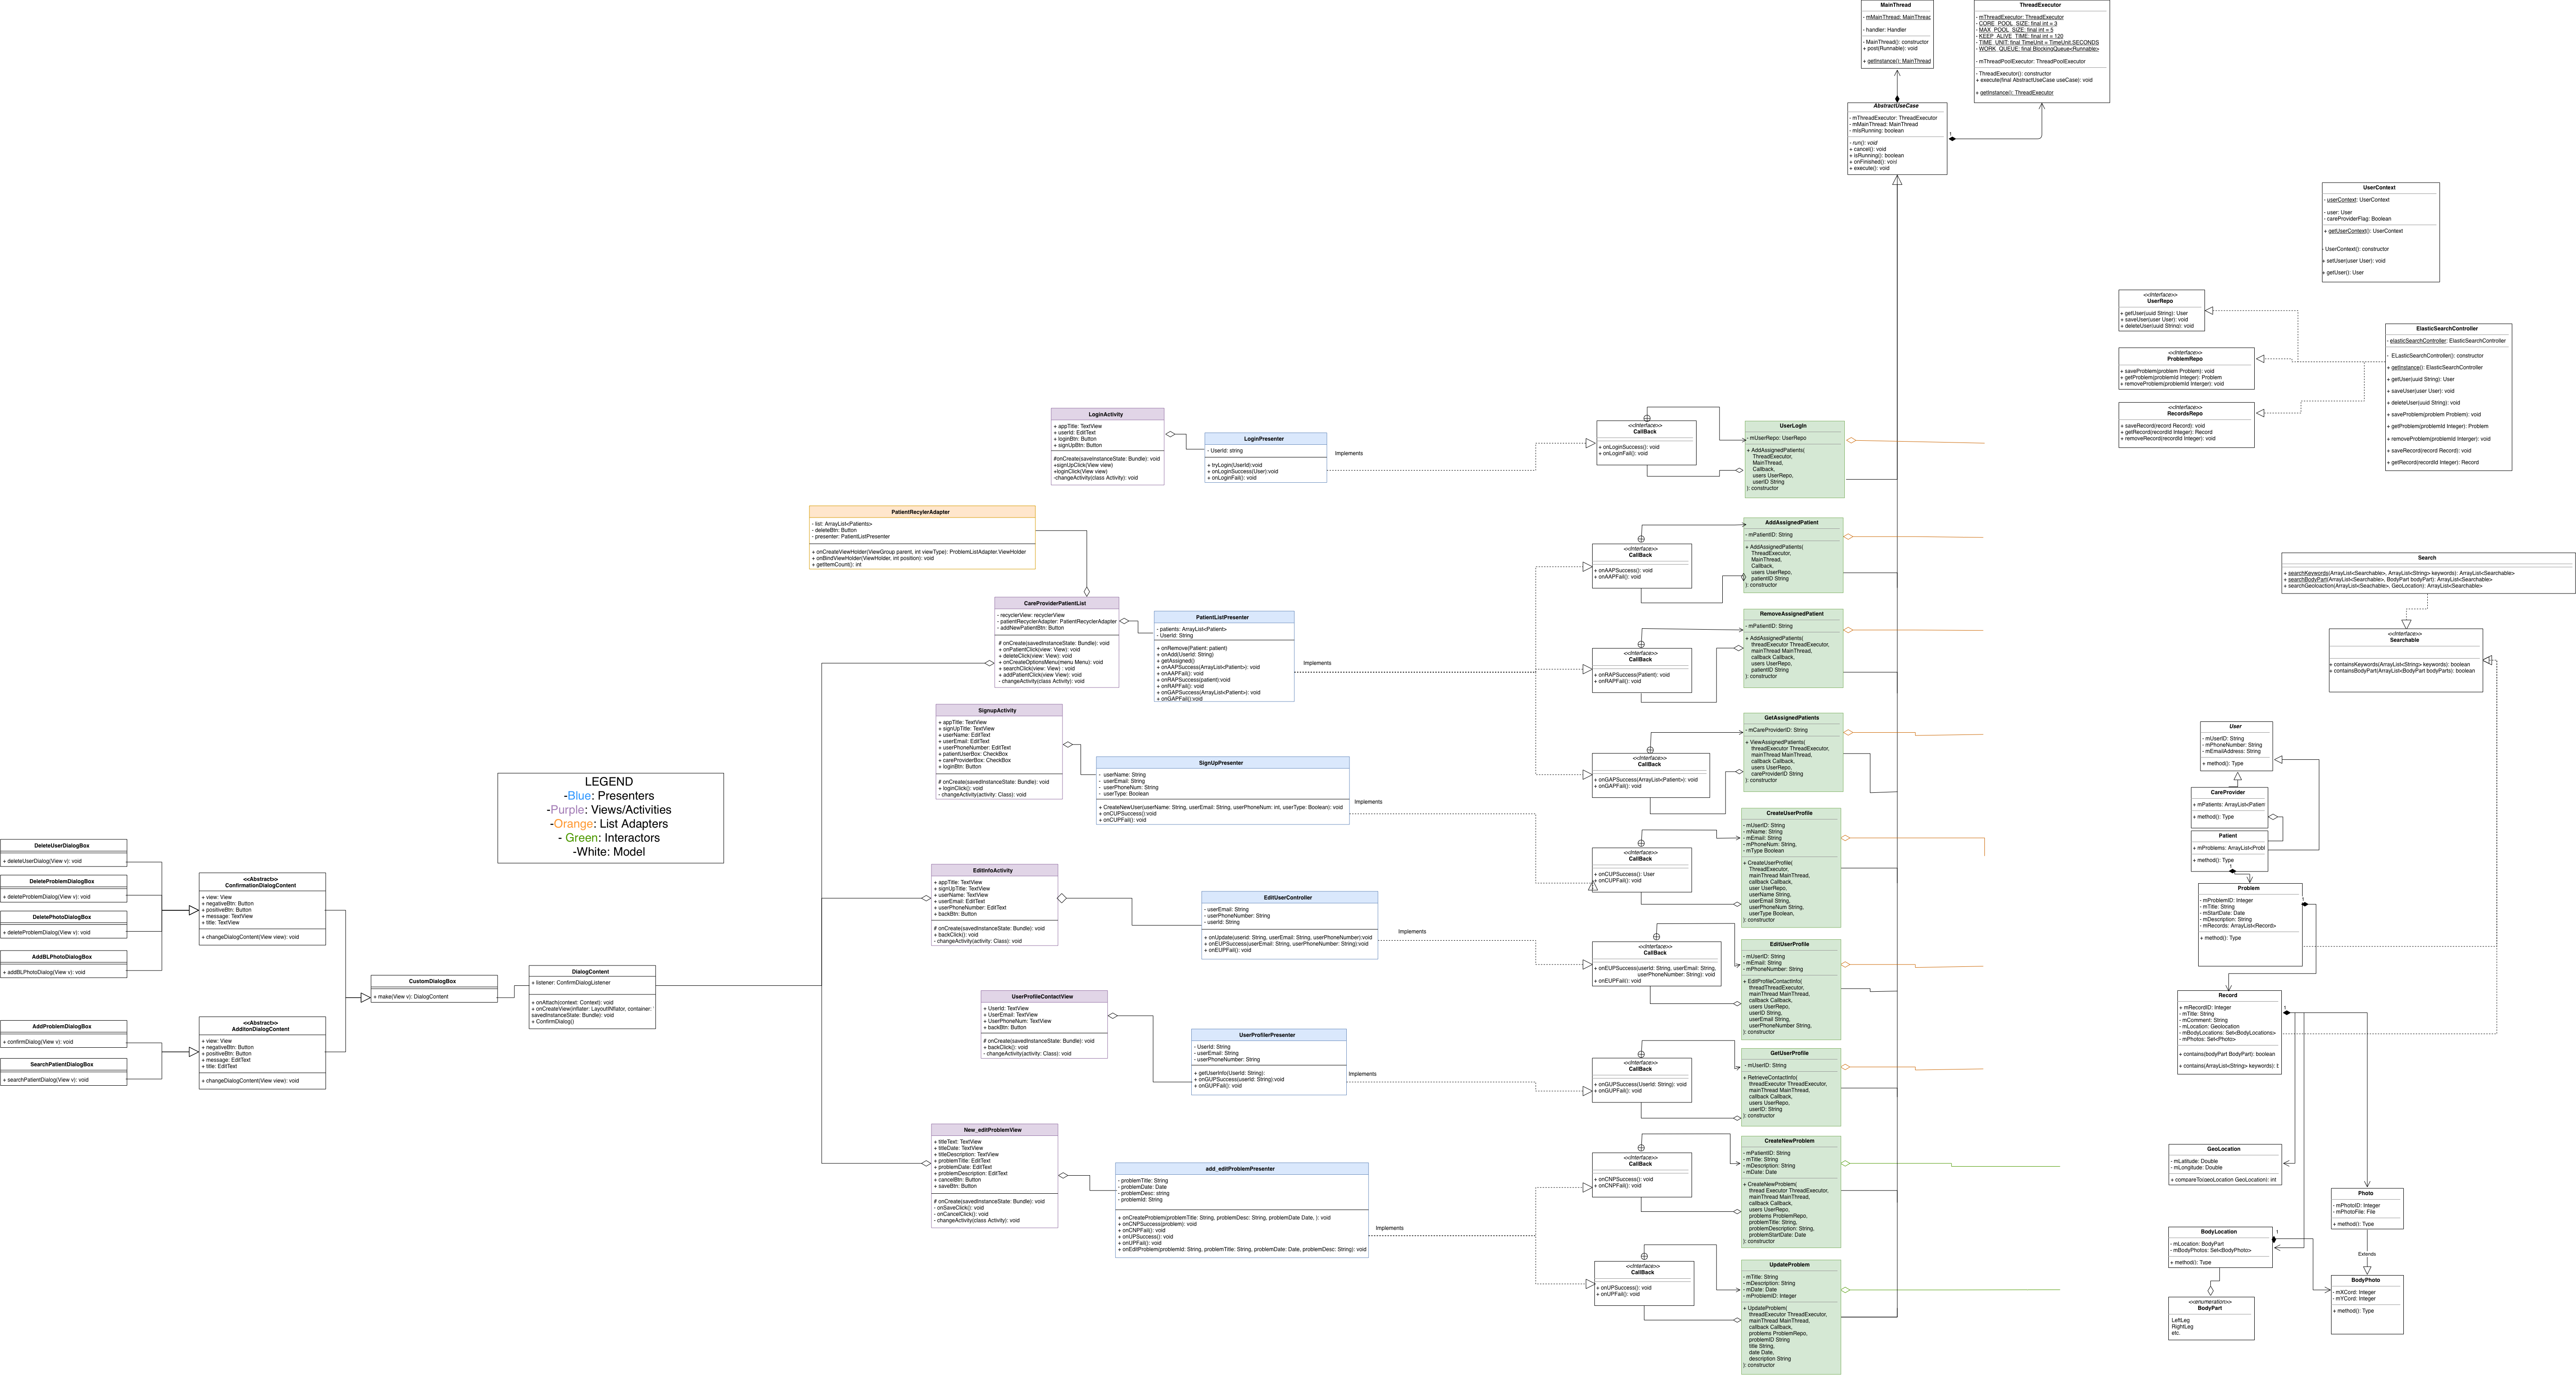 MainThread
- mMainThread: MainThread
- handler: Handler
- MainThread(): constructor
+ post(Runnable): void
+ getInstance(): MainThread
ThreadExecutor
- mThreadExecutor: ThreadExecutor
- CORE_POOL_SIZE: final int = 3
- MAX_POOL_SIZE: final int = 5
- KEEP_ALIVE_TIME: final int = 120
- TIME_UNIT: final TimeUnit = TimeUnit.SECONDS
- WORK_QUEUE: final BlockingQueue<Runnable>
- mThreadPoolExecutor: ThreadPoolExecutor
- ThreadExecutor(): constructor
+ execute(final AbstractUseCase useCase): void
+ getInstance(): ThreadExecutor
AbstractUseCase
- mThreadExecutor: ThreadExecutor
- mMainThread: MainThread
- mIsRunning: boolean
- run(): void
+ cancel(): void
+ isRunning(): boolean
+ onFinished(): void
+ execute(): void
1
UserContext
- userContext: UserContext
- user: User
- careProviderFlag: Boolean
+ getUserContext(): UserContext
- UserContext(): constructor
+ setUser(user User): void
+ getUser(): User
<<Interface>>
UserRepo
+ getUser(uuid String): User
+ saveUser(user User): void
+ deleteUser(uuid String): void
<<Interface>>
ProblemRepo
+ saveProblem(problem Problem): void
+ getProblem(problemId Integer): Problem
+ removeProblem(problemId Interger): void
<<Interface>>
RecordsRepo
+ saveRecord(record Record): void
+ getRecord(recordId Integer): Record
+ removeRecord(recordId Integer): void
ElasticSearchController
- elasticSearchController: ElasticSearchController
- ELasticSearchController(): constructor
+ getInstance(): ElasticSearchController
+ getUser(uuid String): User
+ saveUser(user User): void
+ deleteUser(uuid String): void
+ saveProblem(problem Problem): void
+ getProblem(problemId Integer): Problem
+ removeProblem(problemId Integer): void
+ saveRecord(record Record): void
+ getRecord(recordId Integer): Record
LoginActivity
+ appTitle: TextView
+ userId: EditText
+ loginBtn: Button
+ signUpBtn: Button
#onCreate(saveInstanceState: Bundle): void
+signUpClick(View view)
+loginClick(View view)
-changeActivity(class Activity): void
LoginPresenter
- UserId: string
+ tryLogin(UserId):void
+ onLoginSuccess(User):void
+ onLoginFail(): void
Implements
<<Interface>>
CallBack
+ onLoginSuccess(): void
+ onLoginFail(): void
UserLogIn
- mUserRepo: UserRepo
+ AddAssignedPatients(
ThreadExecutor,
MainThread,
Callback,
users UserRepo,
userID String
): constructor
PatientRecylerAdapter
- list: ArrayList<Patients>
- deleteBtn: Button
- presenter: PatientListPresenter
+ onCreateViewHolder(ViewGroup parent, int viewType): ProblemListAdapter.ViewHolder
+ onBindViewHolder(ViewHolder, int position): void
+ getItemCount(): int
<<Interface>>
CallBack
+ onAAPSuccess(): void
+ onAAPFail(): void
AddAssignedPatient
- mPatientID: String
+ AddAssignedPatients(
ThreadExecutor,
MainThread,
Callback,
users UserRepo,
patientID String
): constructor
Search
+ searchKeywords(ArrayList<Searchable>, ArrayList<String> keywords): ArrayList<Searchable>
+ searchBodyPart(ArrayList<Searchable>, BodyPart bodyPart): ArrayList<Searchable>
+ searchGeoloaction(ArrayList<Seachable>, GeoLocation): ArrayList<Searchable>
<<Interface>>
Searchable
+ containsKeywords(ArrayList<String> keywords): boolean
+ containsBodyPart(ArrayList<BodyPart bodyParts): boolean
CareProviderPatientList
- recyclerView: recyclerView
- patientRecyclerAdapter: PatientRecyclerAdapter
- addNewPatientBtn: Button
# onCreate(savedInstanceState: Bundle): void
+ onPatientClick(view: View): void
+ deleteClick(view: View): void
+ onCreateOptionsMenu(menu Menu): void
+ searchClick(view: View) : void
+ addPatientClick(view View): void
- changeActivity(class Activity): void
PatientListPresenter
- patients: ArrayList<Patient>
- UserId: String
+ onRemove(Patient: patient)
+ onAdd(UserId: String)
+ getAssigned()
+ onAAPSuccess(ArrayList<Patient>): void
+ onAAPFail(): void
+ onRAPSuccess(patient):void
+ onRAPFail(): void
+ onGAPSuccess(ArrayList<Patient>): void
+ onGAPFail():void
Implements
<<Interface>>
CallBack
+ onRAPSuccess(Patient): void
+ onRAPFail(): void
RemoveAssignedPatient
- mPatientID: String
+ AddAssignedPatients(
threadExecutor ThreadExecutor,
mainThread MainThread,
callback Callback,
users UserRepo,
patientID String
): constructor
SignupActivity
+ appTitle: TextView
+ signUpTitle: TextView
+ userName: EditText
+ userEmail: EditText
+ userPhoneNumber: EditText
+ patientUserBox: CheckBox
+ careProviderBox: CheckBox
+ loginBtn: Button
# onCreate(savedInstanceState: Bundle): void
+ loginClick(): void
- changeActivity(activity: Class): void
SignUpPresenter
- userName: String
- userEmail: String
- userPhoneNum: String
- userType: Boolean
+ CreateNewUser(userName: String, userEmail: String, userPhoneNum: int, userType: Boolean): void
+ onCUPSuccess():void
+ onCUPFail(): void
Implements
<<Interface>>
CallBack
+ onGAPSuccess(ArrayList<Patient>): void
+ onGAPFail(): void
GetAssignedPatients
- mCareProviderID: String
+ ViewAssignedPatients(
threadExecutor ThreadExecutor,
mainThread MainThread,
callback Callback,
users UserRepo,
careProviderID String
): constructor
User
- mUserID: String
- mPhoneNumber: String
- mEmailAddress: String
+ method(): Type
CareProvider
+ mPatients: ArrayList<Patien
+ method(): Type
Patient
+ mProblems: ArrayList<Probl
+ method(): Type
1
Problem
- mProblemID: Integer
- mTitle: String
- mStartDate: Date
- mDescription: String
- mRecords: ArrayList<Record>
+ method(): Type
1
LEGEND
-Blue: Presenters
-Purple: Views/Activities
-Orange: List Adapters
- Green: Interactors
-White: Model
DeleteUserDialogBox
+ deleteUserDialog(View v): void
DeleteProblemDialogBox
+ deleteProblemDialog(View v): void
DeletePhotoDialogBox
+ deleteProblemDialog(View v): void
AddBLPhotoDialogBox
+ addBLPhotoDialog(View v): void
<<Abstract>>
ConfirmationDialogContent
+ view: View
+ negativeBtn: Button
+ positiveBtn: Button
+ message: TextView
+ title: TextView
+ changeDialogContent(View view): void
AddProblemDialogBox
+ confirmDialog(View v): void
SearchPatientDialogBox
+ searchPatientDialog(View v): void
<<Abstract>>
AdditonDialogContent
+ view: View
+ negativeBtn: Button
+ positiveBtn: Button
+ message: EditText
+ title: EditText
+ changeDialogContent(View view): void
CustomDialogBox
+ make(View v): DialogContent
DialogContent
+ listener: ConfirmDialogListener
+ onAttach(context: Context): void
+ onCreateView(inflator: LayoutNflator, container:
savedInstanceState: Bundle): void
+ ConfirmDialog()
EditInfoActivity
+ appTitle: TextView
+ signUpTitle: TextView
+ userName: TextView
+ userEmail: EditText
+ userPhoneNumber: EditText
+ backBtn: Button
# onCreate(savedInstanceState: Bundle): void
+ backClick(): void
- changeActivity(activity: Class): void
EditUserController
- userEmail: String
- userPhoneNumber: String
- userId: String
+ onUpdate(userid: String, userEmail: String, userPhoneNumber):void
+ onEUPSuccess(userEmail: String, userPhoneNumber: String):void
+ onEUPFail(): void
Implements
<<Interface>>
CallBack
+ onCUPSuccess(): User
+ onCUPFail(): void
CreateUserProfile
- mUserID: String
- mName: String
- mEmail: String
- mPhoneNum: String,
- mType Boolean
+ CreateUserProfile(
ThreadExecutor,
mainThread MainThread,
callback Callback,
user UserRepo,
userName String,
userEmail String,
userPhoneNum String
userType Boolean,
): constructor
<<Interface>>
CallBack
+ onEUPSuccess(userId: String, userEmail: String,
userPhoneNumber: String): void
+ onEUPFail(): void
EditUserProfile
- mUserID: String
- mEmail: String
- mPhoneNumber: String
+ EditProfileContactInfo(
threadThreadExecutor,
mainThread MainThread,
callback Callback,
users UserRepo,
userID String,
userEmail String,
userPhoneNumber String,
): constructor
UserProfileContactView
+ UserId: TextView
+ UserEmail: TextView
+ UserPhoneNum: TextView
+ backBtn: Button
# onCreate(savedInstanceState: Bundle): void
+ backClick(): void
- changeActivity(activity: Class): void
UserProfilerPresenter
- UserId: String
- userEmail: String
- userPhoneNumber: String
+ getUserInfo(UserId: String):
+ onGUPSuccess(userId: String):void
+ onGUPFail(): void
Implements
<<Interface>>
CallBack
+ onGUPSuccess(UserId: String): void
+ onGUPFail(): void
GetUserProfile
- mUserID: String
+ RetrieveContactInfo(
threadExecutor ThreadExecutor,
mainThread MainThread,
callback Callback,
users UserRepo,
userID: String
): constructor
Record
+ mRecordID: Integer
- mTitle: String
- mComment: String
- mLocation: Geolocation
- mBodyLocations: Set<BodyLocations>
- mPhotos: Set<Photo>
+ contains(bodyPart BodyPart): boolean
+ contains(ArrayList<String> keywords): t
1
New_editProblemView
+ titleText: TextView
+ titleDate: TextView
+ titleDescription: TextView
+ problemTitle: EditText
+ problemDate: EditText
+ problemDescription: EditText
+ cancelBtn: Button
+ saveBtn: Button
# onCreate(savedInstanceState: Bundle): void
- onSaveClick(): void
- onCancelClick(): void
- changeActivity(class Activity): void
add_editProblemPresenter
- problemTitle: String
- problemDate: Date
- problemDesc: string
- problemId: String
+ onCreateProblem(problemTitle: String, problemDesc: String, problemDate Date, ): void
+ onCNPSuccess(problem): void
+ onCNPFail(): void
+ onUPSuccess(): void
+ onUPFail(): void
+ onEditProblem(problemId: String, problemTitle: String, problemDate: Date, problemDesc: String): void
Implements
<<Interface>>
CallBack
+ onCNPSuccess(): void
+ onCNPFail(): void
CreateNewProblem
- mPatientID: String
- mTitle: String
- mDescription: String
- mDate: Date
+ CreateNewProblem(
thread Executor ThreadExecutor,
mainThread MainThread,
callback Callback,
users UserRepo,
problems ProblemRepo,
problemTitle: String,
problemDescription: String,
problemStartDate: Date
): constructor
<<Interface>>
CallBack
+ onUPSuccess(): void
+ onUPFail(): void
UpdateProblem
- mTitle: String
- mDescription: String
- mDate: Date
- mProblemID: Integer
+ UpdateProblem(
threadExecutor ThreadExecutor,
mainThread MainThread,
callback Callback,
problems ProblemRepo,
problemID String
title String,
date Date,
description String
): constructor
GeoLocation
- mLatitude: Double
- mLongitude: Double
+ compareTo(geoLocation GeoLocation): int
Photo
- mPhotoID: Integer
- mPhotoFile: File
+ method(): Type
Extends
BodyLocation
- mLocation: BodyPart
- mBodyPhotos: Set<BodyPhoto>
+ method(): Type
1
BodyPhoto
- mXCord: Integer
- mYCord: Integer
+ method(): Type
<<enumeration>>
BodyPart
LeftLeg
RightLeg
etc.